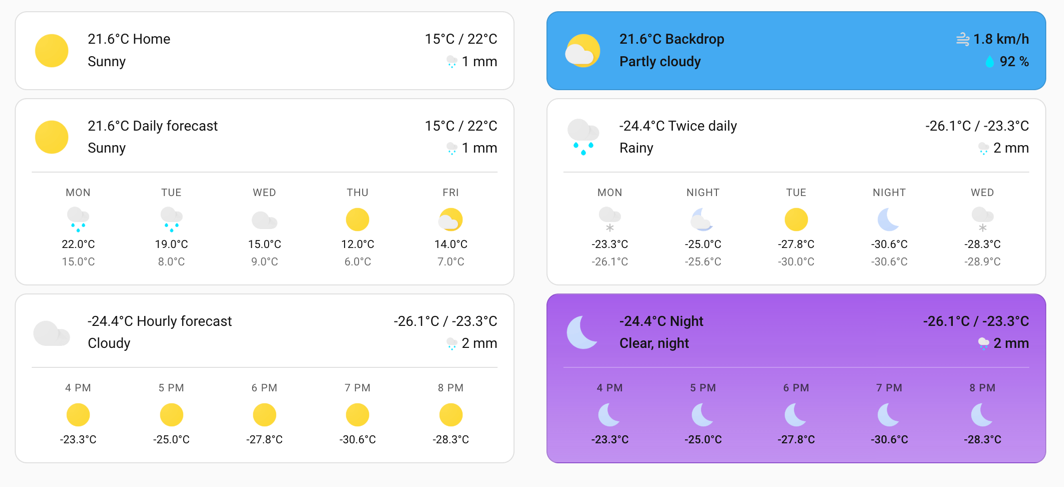 21.6°C Home
15°C / 22°C
Sunny
1 mm
21.6°C Backdrop
1.8 km/h
Partly cloudy
92 %
21.6°C Daily forecast
15°C / 22°C
Sunny
1 mm
MON TUE WED THU FRI
22.0°C 19.0°C 15.0°C 12.0°C 14.0°C
15.0°C 8.0°C 9.0°C 6.0°C 7.0°C
-24.4°C Twice daily
-26.1°C / -23.3°C
Rainy
2 mm
MON NIGHT TUE NIGHT WED
-23.3°C -25.0°C -27.8°C -30.6°C -28.3°C
-26.1°C -25.6°C -30.0°C -30.6°C -28.9°C
-24.4°C Hourly forecast
-26.1°C / -23.3°C
Cloudy
2 mm
4 PM 5 PM 6 PM 7 PM 8 PM
-23.3°C -25.0°C -27.8°C -30.6°C -28.3°C
-24.4°C Night
-26.1°C / -23.3°C
Clear, night
2 mm
4 PM 5 PM 6 PM 7 PM 8 PM
-23.3°C -25.0°C -27.8°C -30.6°C -28.3°C